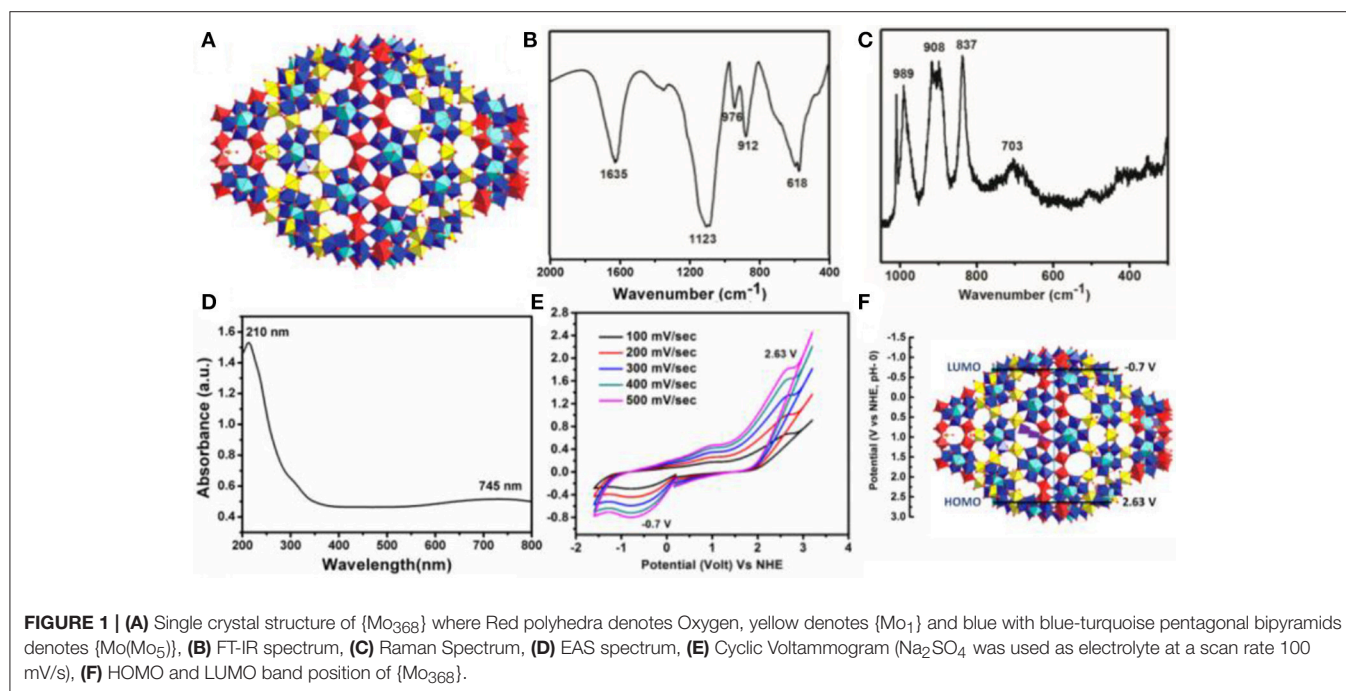 A
B
1635
1123
976
912
618
2000 1600 1200 800 400
Wavenumber (cm-1)
C
989
908
837
703
1000 800 600 400
Wavenumber (cm-1)
D
210 nm
745 nm
1.6
1.4
1.2
1.0
0.8
0.6
0.4
Absorbance (a.u.)
200 300 400 500 600 700 800
Wavelength(nm)
E
2.8
2.4
2.0
1.6
1.2
0.8
0.4
0.0
-0.4
-0.8
100 mV/sec
200 mV/sec
300 mV/sec
400 mV/sec
500 mV/sec
2.63 V
-0.7 V
-2 -1 0 1 2 3 4
Potential (Volt) Vs NHE
F
Potential (V vs NHE, pH- 0)
-1.5
-1.0
-0.5
0.0
0.5
1.0
1.5
2.0
2.5
3.0
LUMO
-0.7 V
HOMO
2.63 V
FIGURE 1 | (A) Single crystal structure of {Mo368} where Red polyhedra denotes Oxygen, yellow denotes {Mo1} and blue with blue-turquoise pentagonal bipyramids
denotes {Mo(Mo5)}, (B) FT-IR spectrum, (C) Raman Spectrum, (D) EAS spectrum, (E) Cyclic Voltammogram (Na2SO4 was used as electrolyte at a scan rate 100
mV/s), (F) HOMO and LUMO band position of {Mo368}.